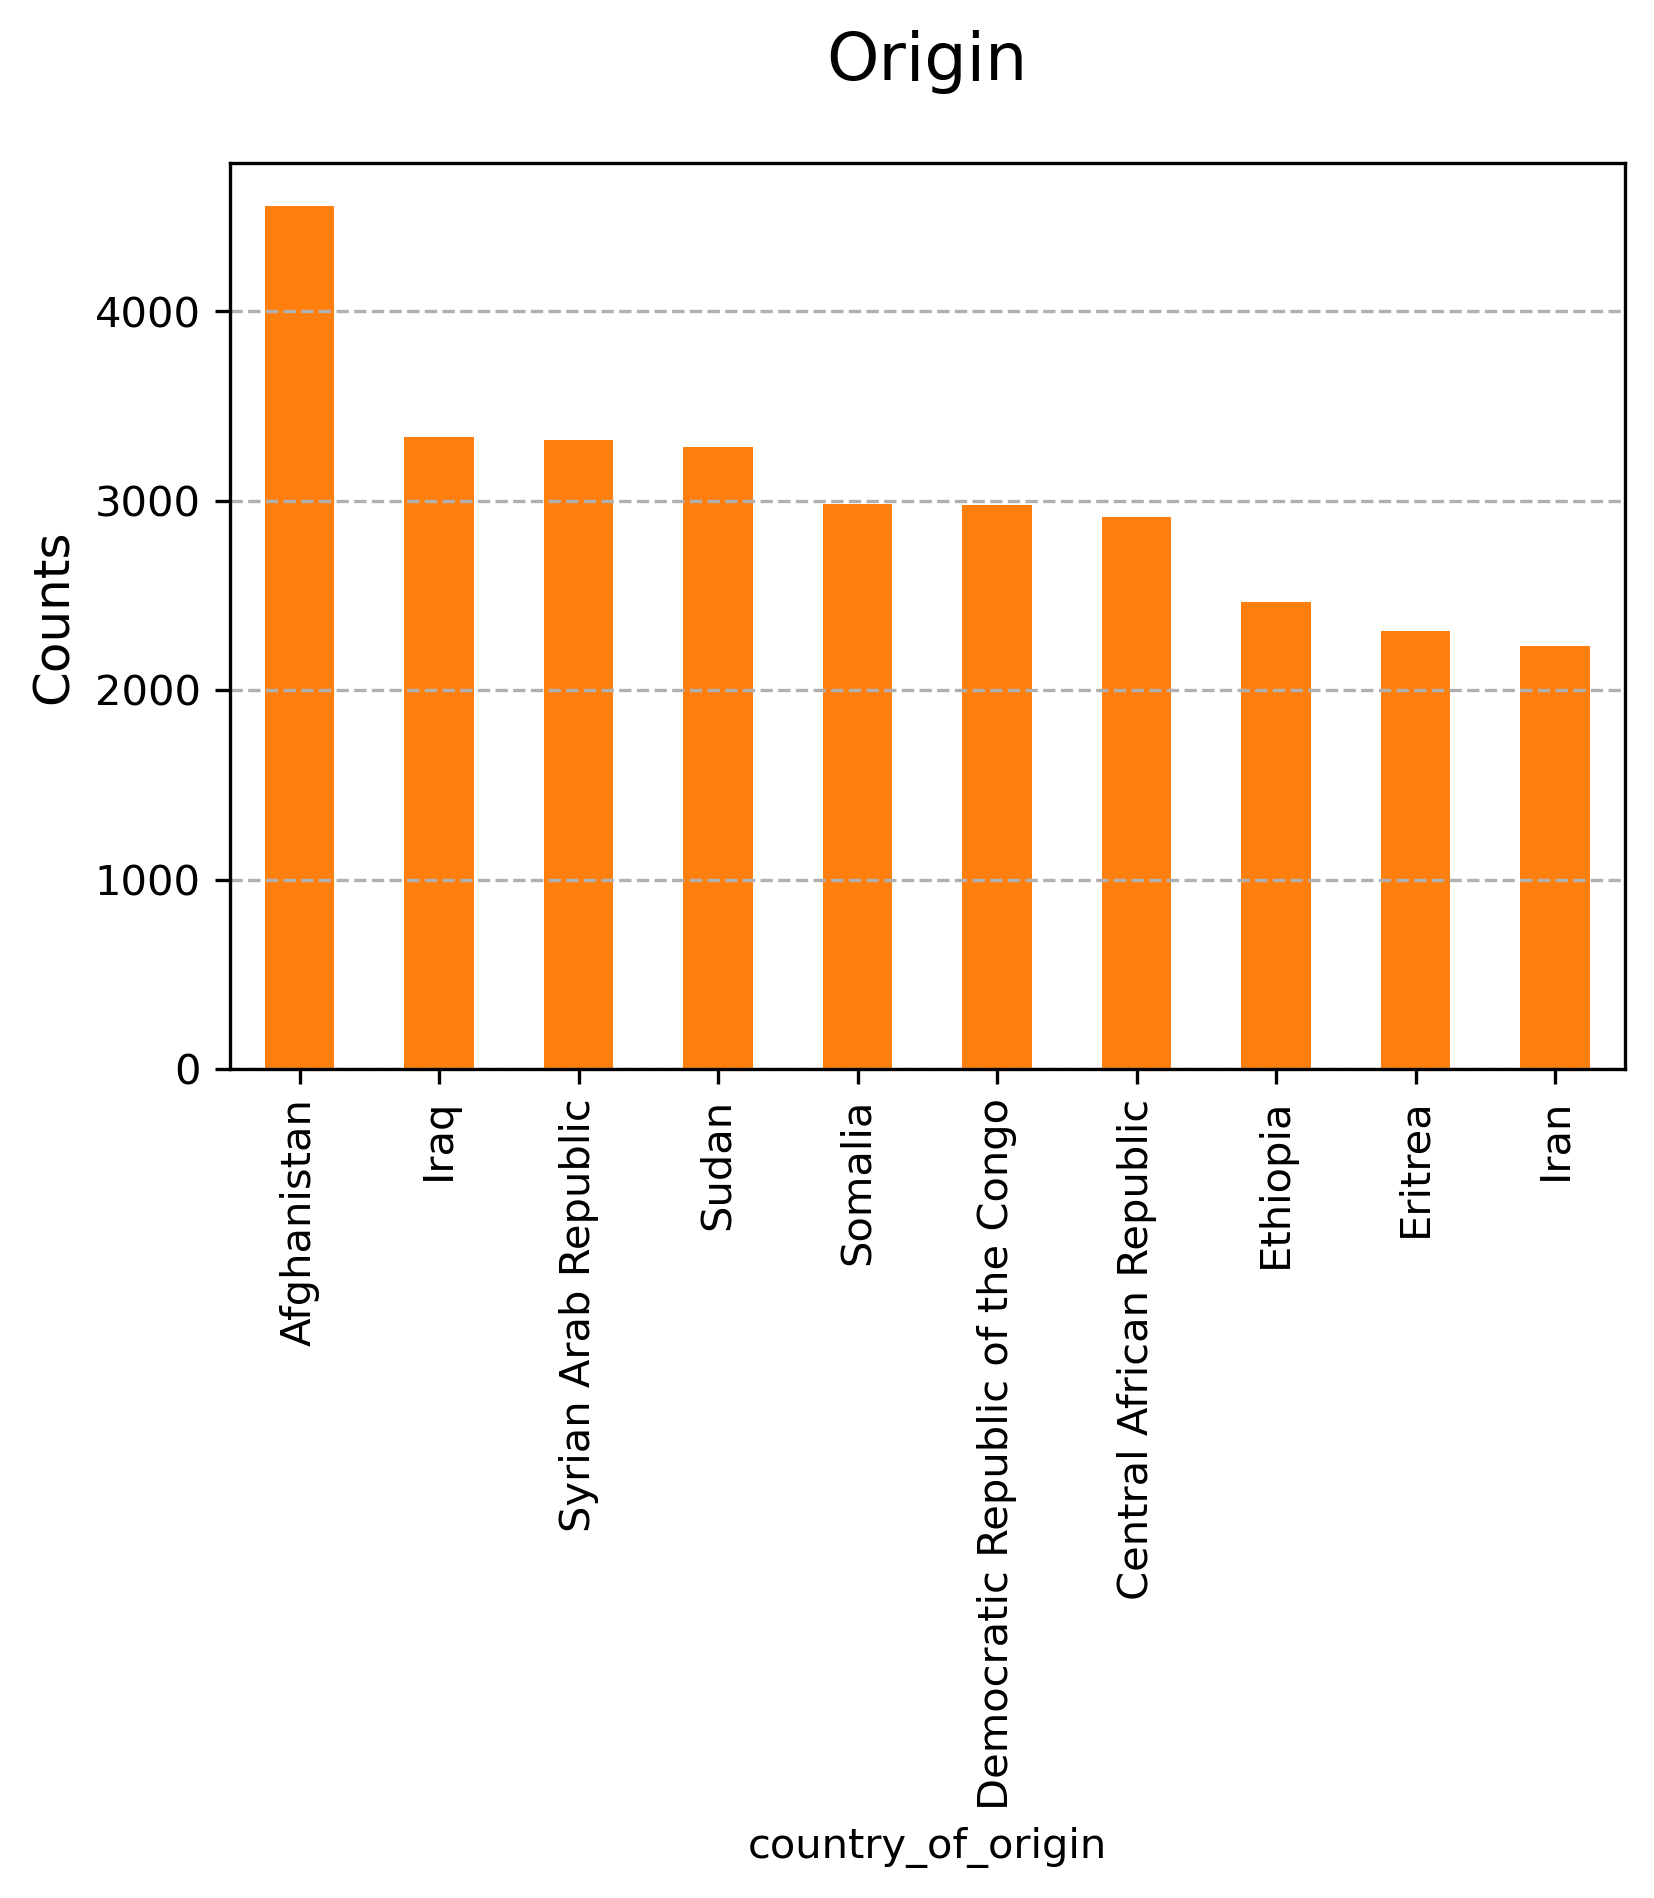 Origin
Counts
4000
3000
2000
1000
0
Afghanistan
Iraq
Syrian Arab Republic
Sudan
Somalia
Democratic Republic of the Congo
Central African Republic
Ethiopia
Eritrea
Iran
country_of_origin